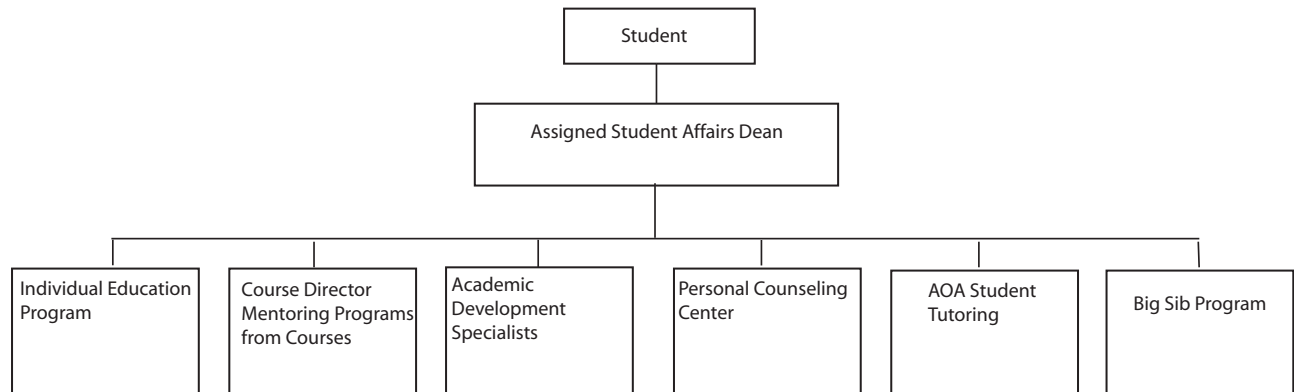 Student
Assigned Student Affairs Dean
Individual Education
Program
Course Director
Mentoring Programs
from Courses
Academic
Development
Specialists
Personal Counseling
Center
AOA Student
Tutoring
Big Sib Program